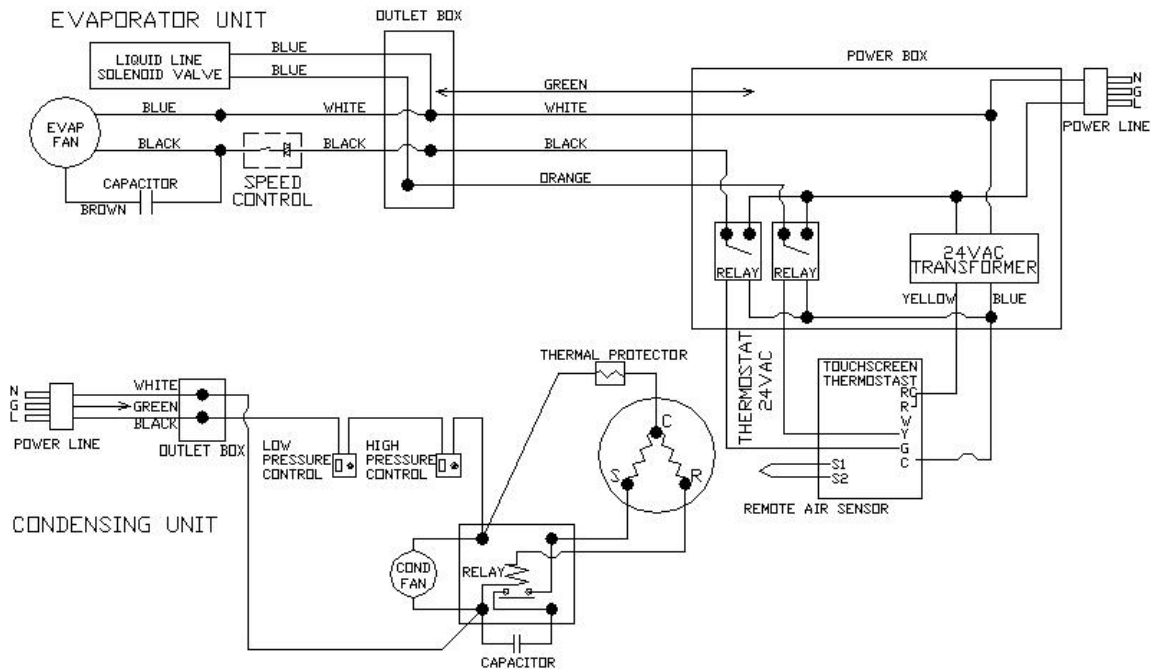 EVAPORATOR UNIT
OUTLET BOX
LIQUID LINE
SOLENOID VALVE
BLUE
BLUE
POWER BOX
GREEN
N
G
L
POWER LINE
EVAP
FAN
BLUE
WHITE
WHITE
BLACK
BLACK
BLACK
SPEED
CONTROL
CAPACITOR
BROWN
ORANGE
RELAY
RELAY
24VAC
TRANSFORMER
YELLOW
BLUE
THERMOSTAT
24VAC
THERMAL PROTECTOR
TOUCHSCREEN
THERMOSTAST
RC
R
W
Y
G
C
S1
S2
REMOTE AIR SENSOR
N
G
L
POWER LINE
WHITE
GREEN
BLACK
OUTLET BOX
LOW
PRESSURE
CONTROL
HIGH
PRESSURE
CONTROL
C
S
R
CONDENSING UNIT
COND
FAN
RELAY
CAPACITOR